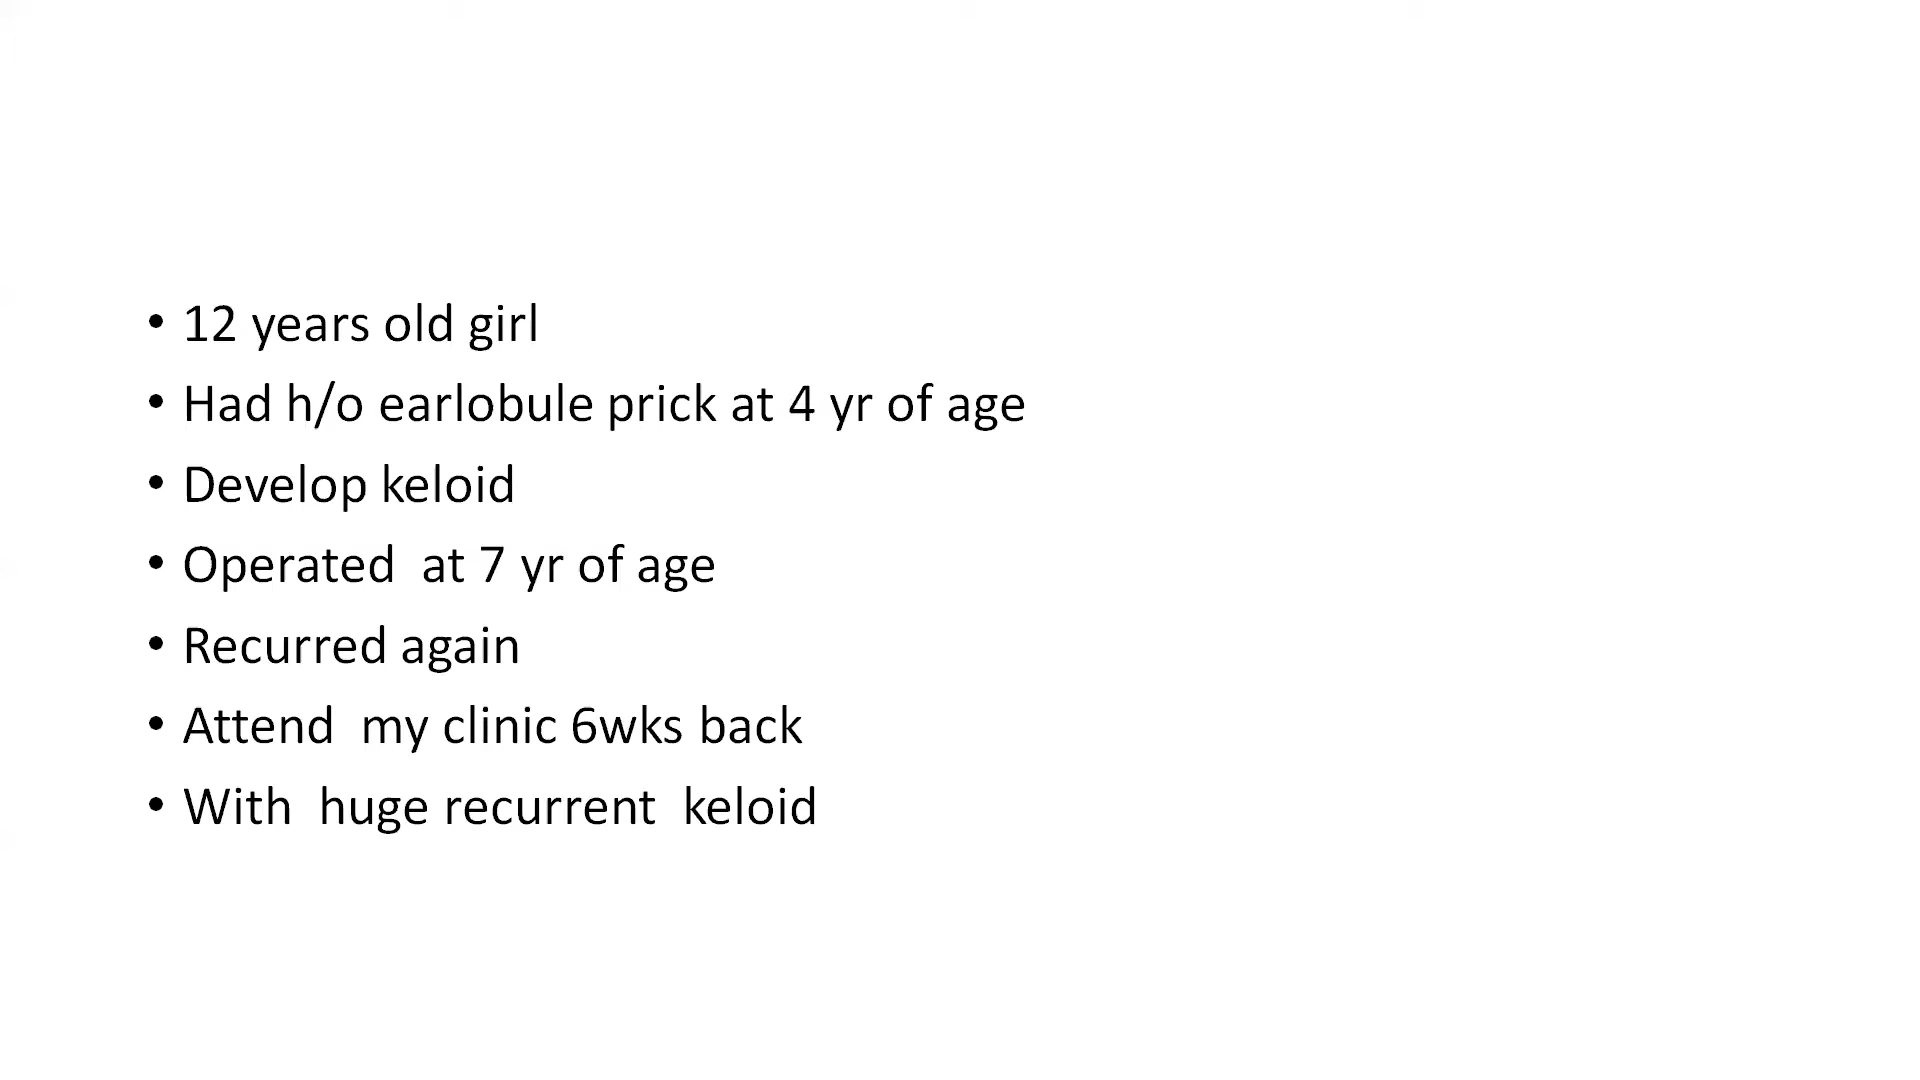 • 12 years old girl
• Had h/o earlobule prick at 4 yr of age
• Develop keloid
• Operated  at 7 yr of age
• Recurred again
• Attend  my clinic 6wks back
• With  huge recurrent  keloid